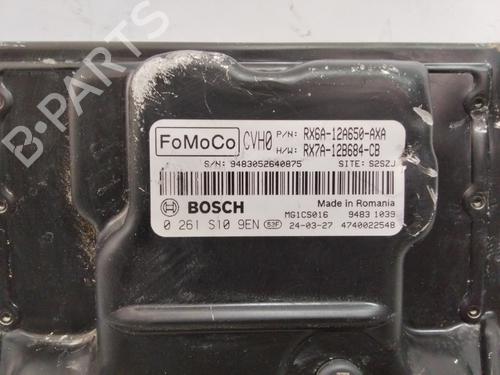 FoMoCo CVH0 P/N: RX6A-12A650-AXA
H/W: RX7A-12B684-CB
S/N: 9483052640875 SITE: S2SZJ
BOSCH Made in Romania
MG1CS016 9483 1039
0 261 S10 9EN 53F 24-03-27 4740022548
B-PARTS